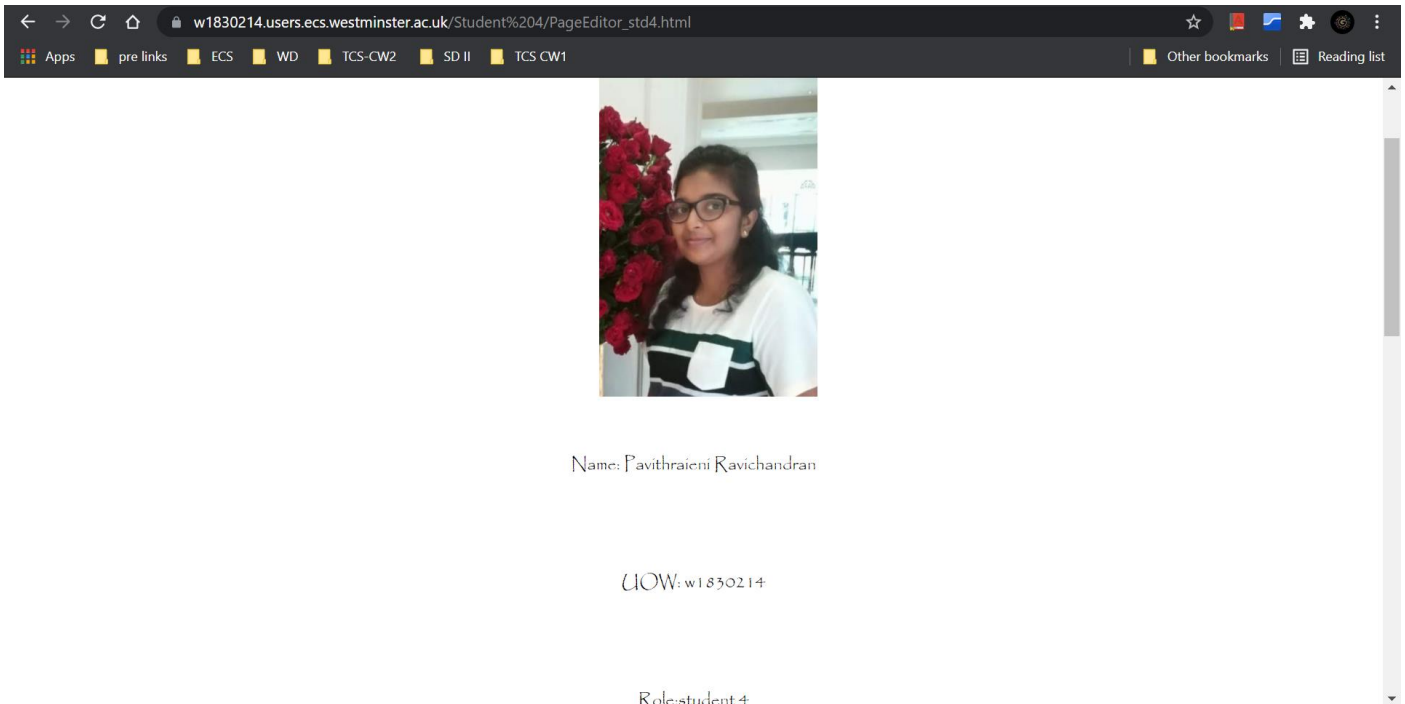 w1830214.users.ecs.westminster.ac.uk/Student%204/PageEditor_std4.html
Apps pre links ECS WD TCS-CW2 SD II TCS CW1 Other bookmarks Reading list
Name: Pavithraieni Ravichandran
UOW: w1830214
Role:student 4